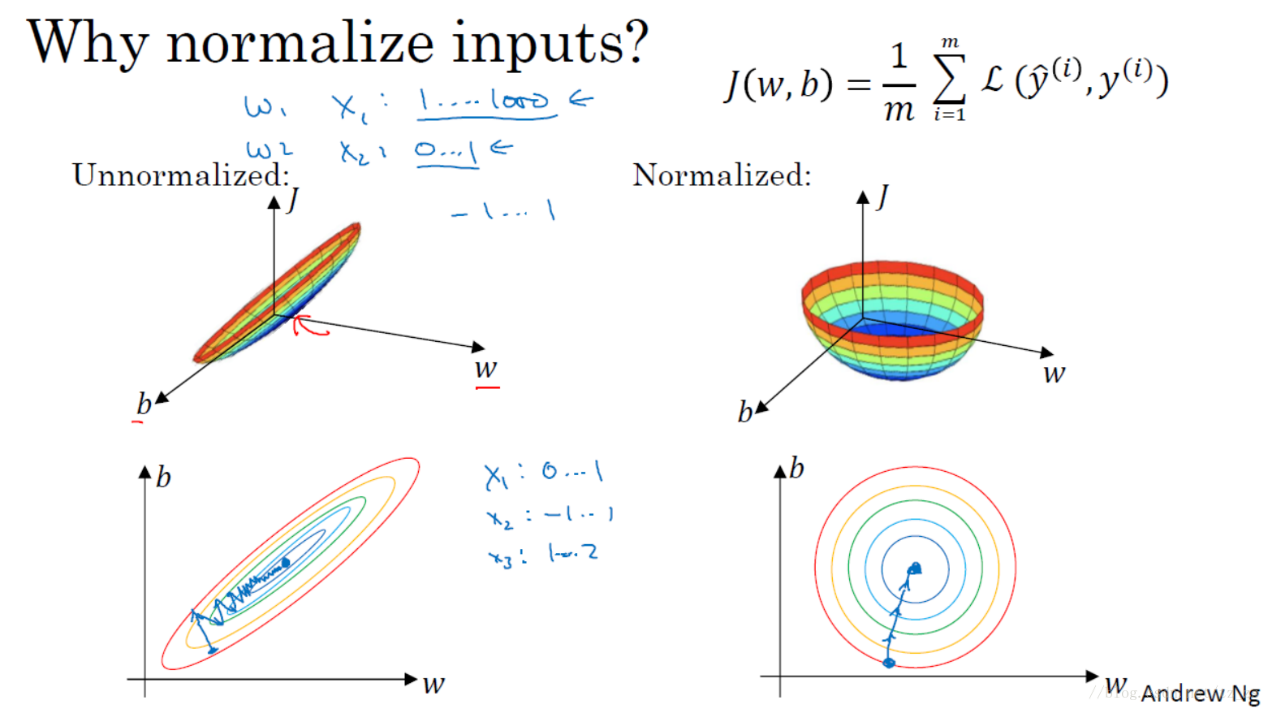 Why normalize inputs?
J(w, b) = 1/m ∑_{i=1}^{m} ℒ(ŷ^{(i)}, y^{(i)})
w1 x1: 1....1000 ←
w2 x2: 0...1 ←
-1...1
Unnormalized:
J
w
b
Normalized:
J
w
b
b
w
x1: 0...1
x2: -1..1
x3: 1...2
b
w
Andrew Ng